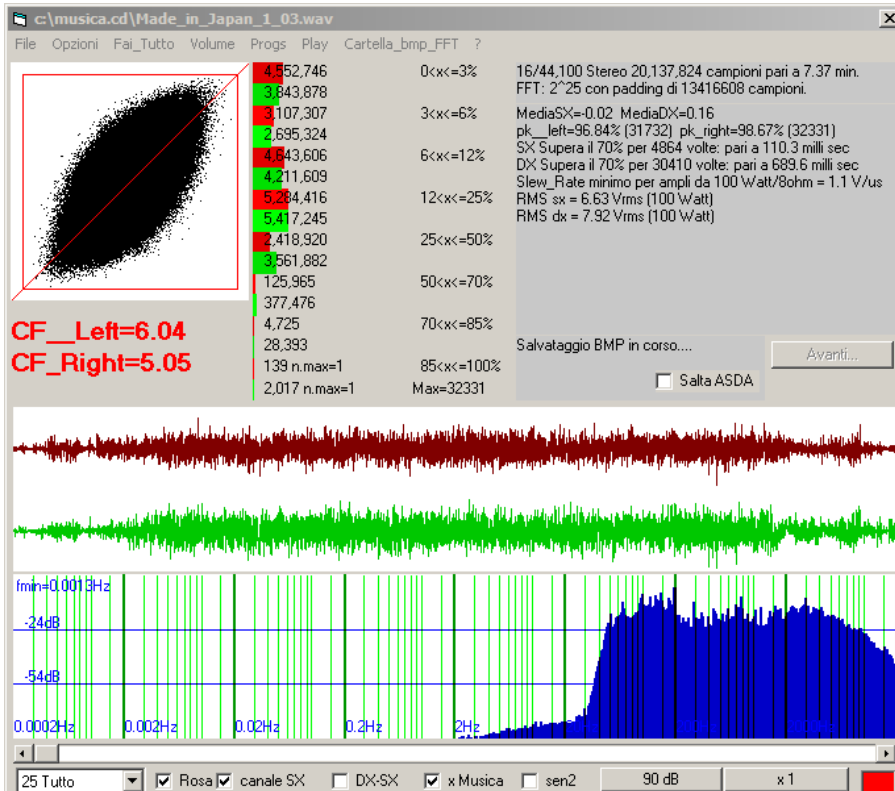 c:\musica.cd\Made_in_Japan_1_03.wav
File Opzioni Fai_Tutto Volume Progs Play Cartella_bmp_FFT ?
4,552,746 0<x<=3%
3,843,878
3,107,307 3<x<=6%
2,695,324
4,643,606 6<x<=12%
4,211,609
5,284,416 12<x<=25%
5,417,245
2,418,920 25<x<=50%
3,561,882
125,965 50<x<=70%
377,476
4,725 70<x<=85%
28,393
139 n.max=1 85<x<=100%
2,017 n.max=1 Max=32331
CF__Left=6.04
CF_Right=5.05
16/44,100 Stereo 20,137,824 campioni pari a 7.37 min.
FFT: 2^25 con padding di 13416608 campioni.
MediaSX=-0.02 MediaDX=0.16
pk__left=96.84% (31732) pk_right=98.67% (32331)
SX Supera il 70% per 4864 volte: pari a 110.3 milli sec
DX Supera il 70% per 30410 volte: pari a 689.6 milli sec
Slew_Rate minimo per ampli da 100 Watt/8ohm = 1.1 V/us
RMS sx = 6.63 Vrms (100 Watt)
RMS dx = 7.92 Vrms (100 Watt)
Salvataggio BMP in corso....
Avanti...
Salta ASDA
fmin=0.0013Hz
-24dB
-54dB
0.0002Hz 0.002Hz 0.02Hz 0.2Hz 2Hz
25 Tutto Rosa canale SX DX-SX x Musica sen2 90 dB x 1